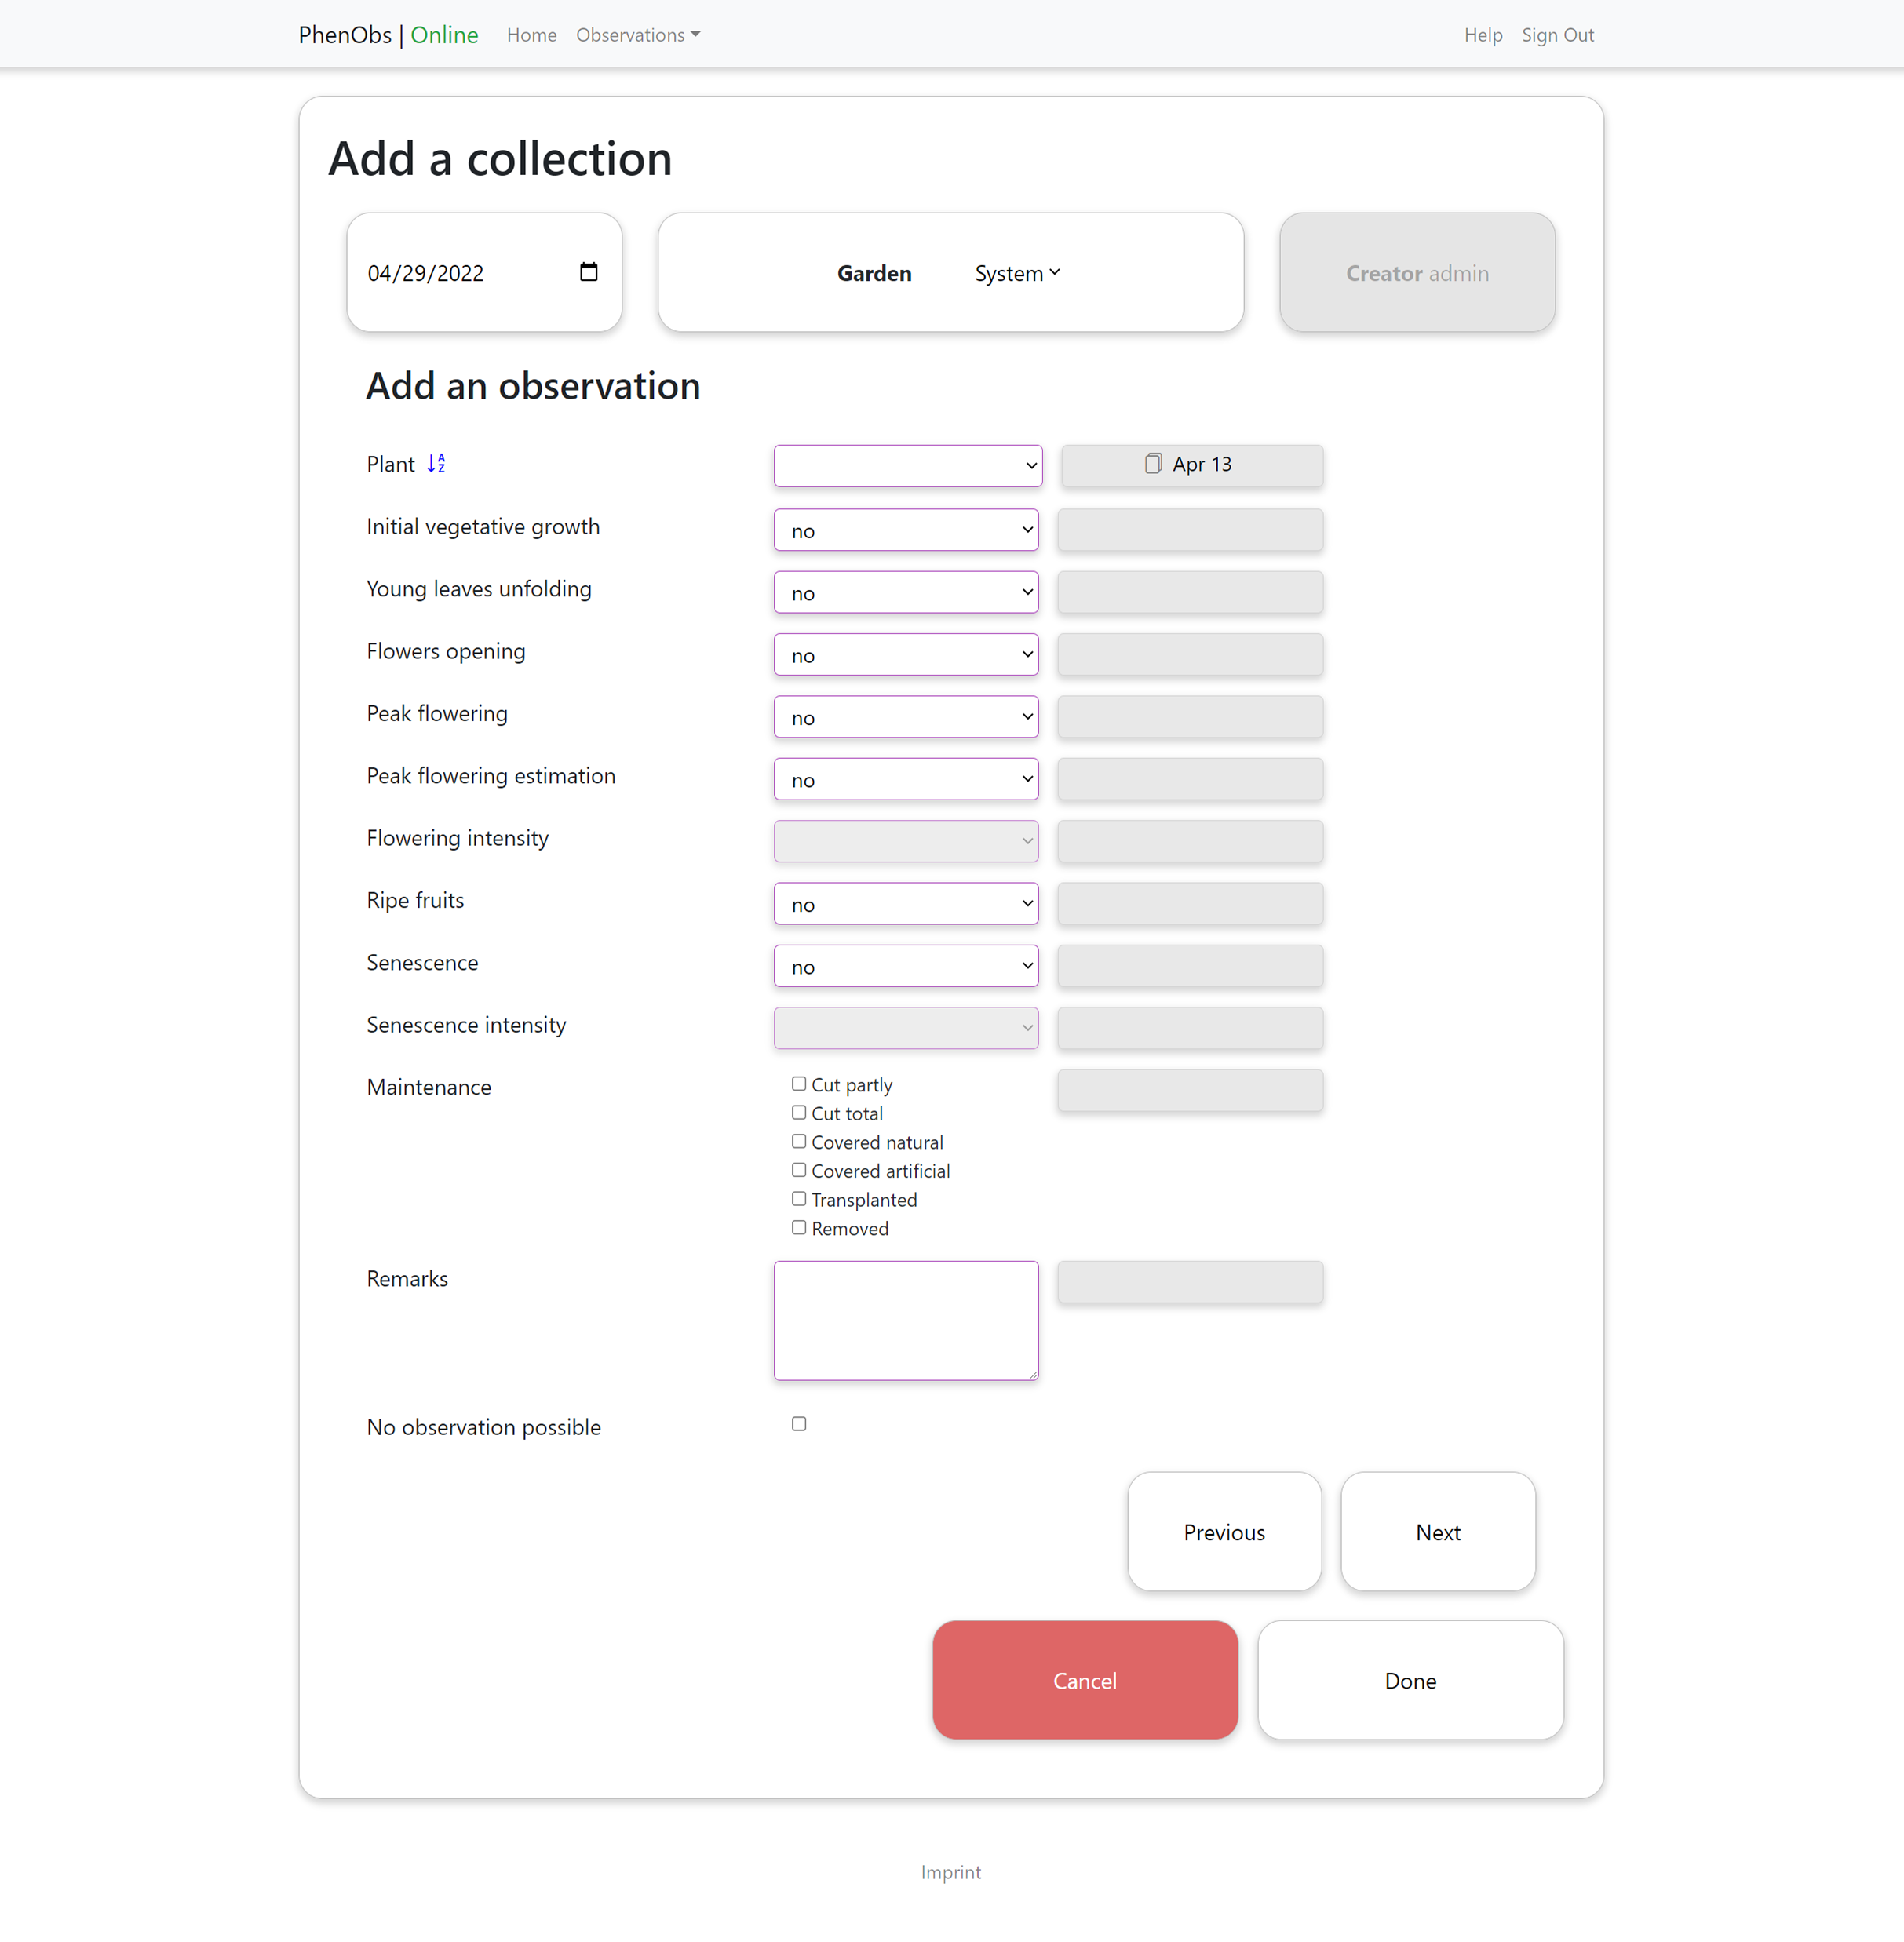 PhenObs | Online Home Observations Help Sign Out
Add a collection
04/29/2022 Garden System Creator admin
Add an observation
Plant Apr 13
Initial vegetative growth no
Young leaves unfolding no
Flowers opening no
Peak flowering no
Peak flowering estimation no
Flowering intensity
Ripe fruits no
Senescence no
Senescence intensity
Maintenance Cut partly
Cut total
Covered natural
Covered artificial
Transplanted
Removed
Remarks
No observation possible
Previous Next
Cancel Done
Imprint